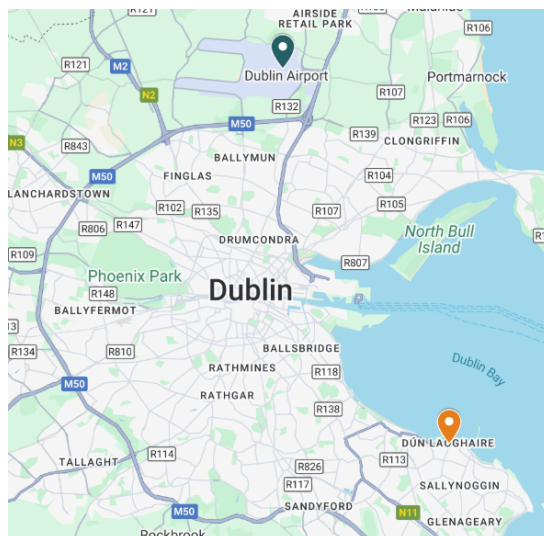 R121
AIRSIDE
RETAIL PARK
R106
M2
R121
Dublin Airport
Portmarnock
N2
R132
R107
N3
R843
M50
R139
R123
R106
CLONGRIFFIN
BALLYMUN
M50
FINGLAS
R104
LANCHARDSTOWN
R102
R135
R107
R105
R806
R147
DRUMCONDRA
North Bull
Island
R109
R807
Phoenix Park
R148
Dublin
BALLYFERMOT
R134
R810
BALLSBRIDGE
Dublin Bay
M50
RATHMINES
R118
RATHGAR
R138
DÚN LAOGHAIRE
TALLAGHT
R114
R826
R113
R117
SALLYNOGGIN
M50
SANDYFORD
N11
GLENAGEARY